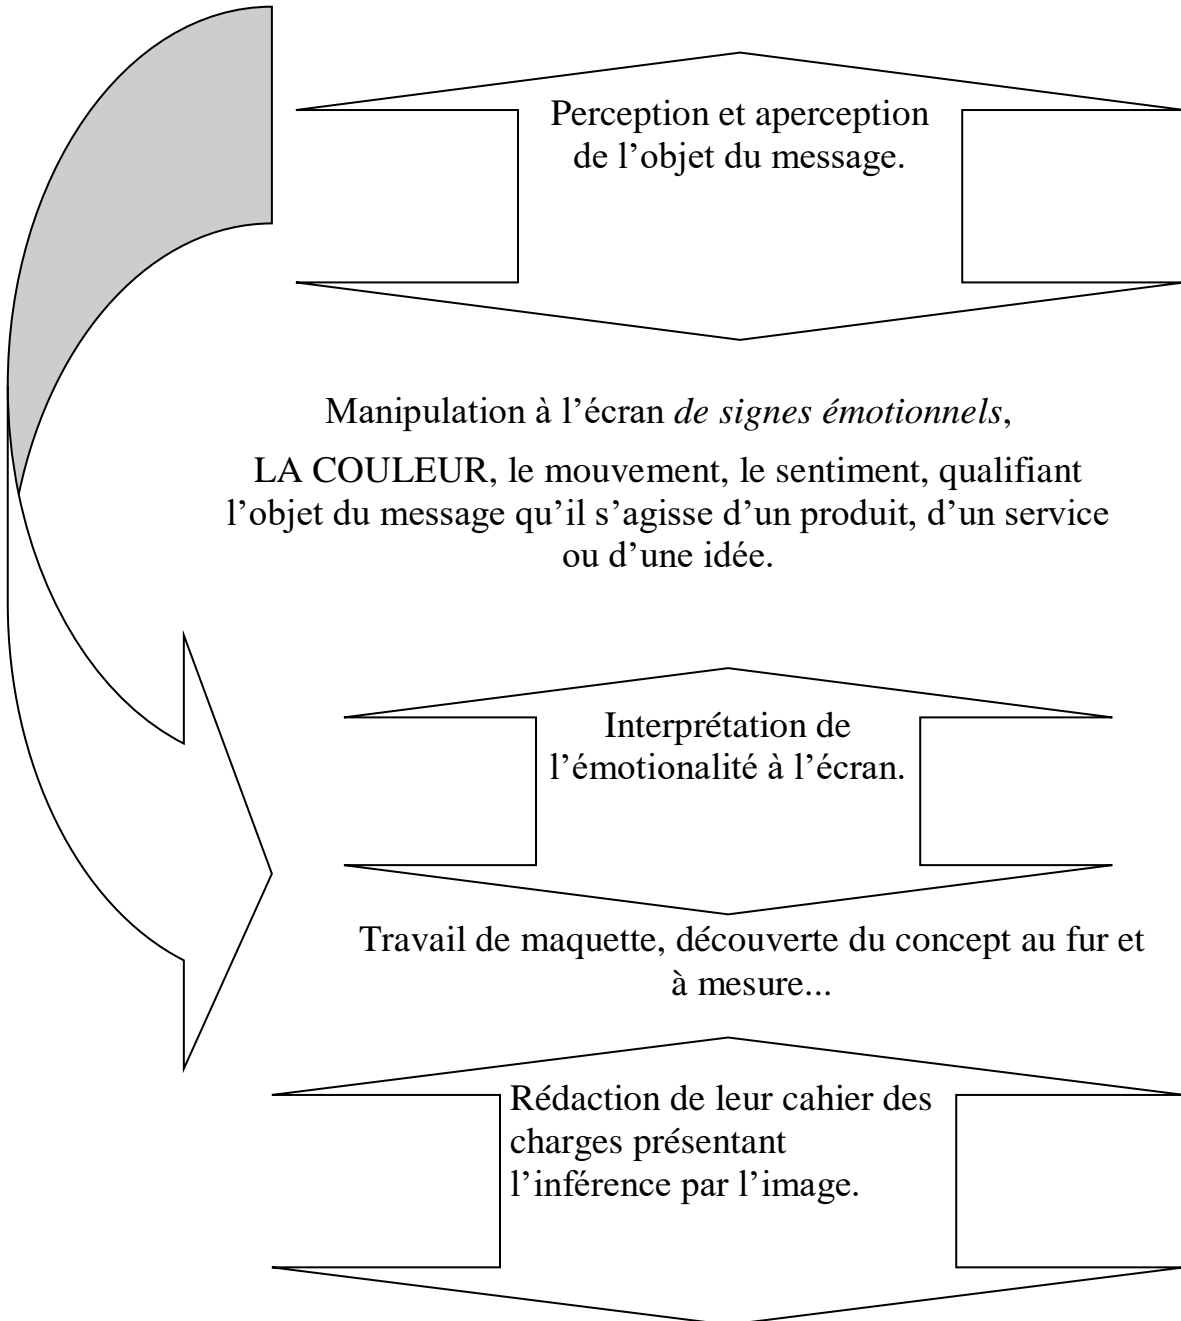 Perception et aperception
de l’objet du message.
Manipulation à l’écran de signes émotionnels,
LA COULEUR, le mouvement, le sentiment, qualifiant
l’objet du message qu’il s’agisse d’un produit, d’un service
ou d’une idée.
Interprétation de
l’émotionalité à l’écran.
Travail de maquette, découverte du concept au fur et
à mesure...
Rédaction de leur cahier des
charges présentant
l’inférence par l’image.